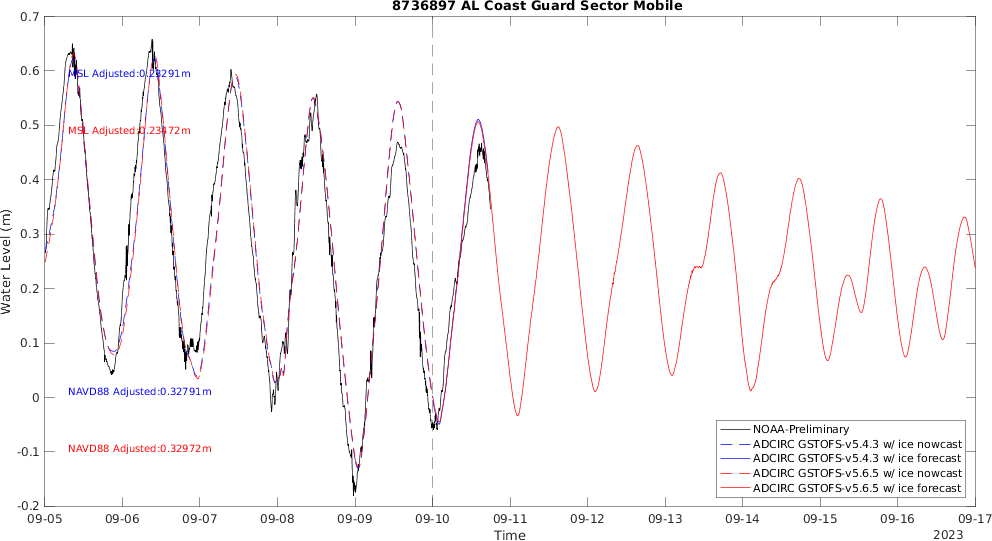 8736897 AL Coast Guard Sector Mobile
Water Level (m)
0.7
0.6
0.5
0.4
0.3
0.2
0.1
0
-0.1
-0.2
MSL Adjusted:0.23291m
MSL Adjusted:0.23472m
NAVD88 Adjusted:0.32791m
NAVD88 Adjusted:0.32972m
NOAA-Preliminary
ADCIRC GSTOFS-v5.4.3 w/ ice nowcast
ADCIRC GSTOFS-v5.4.3 w/ ice forecast
ADCIRC GSTOFS-v5.6.5 w/ ice nowcast
ADCIRC GSTOFS-v5.6.5 w/ ice forecast
09-05 09-06 09-07 09-08 09-09 09-10 09-11 09-12 09-13 09-14 09-15 09-16 09-17
Time
2023